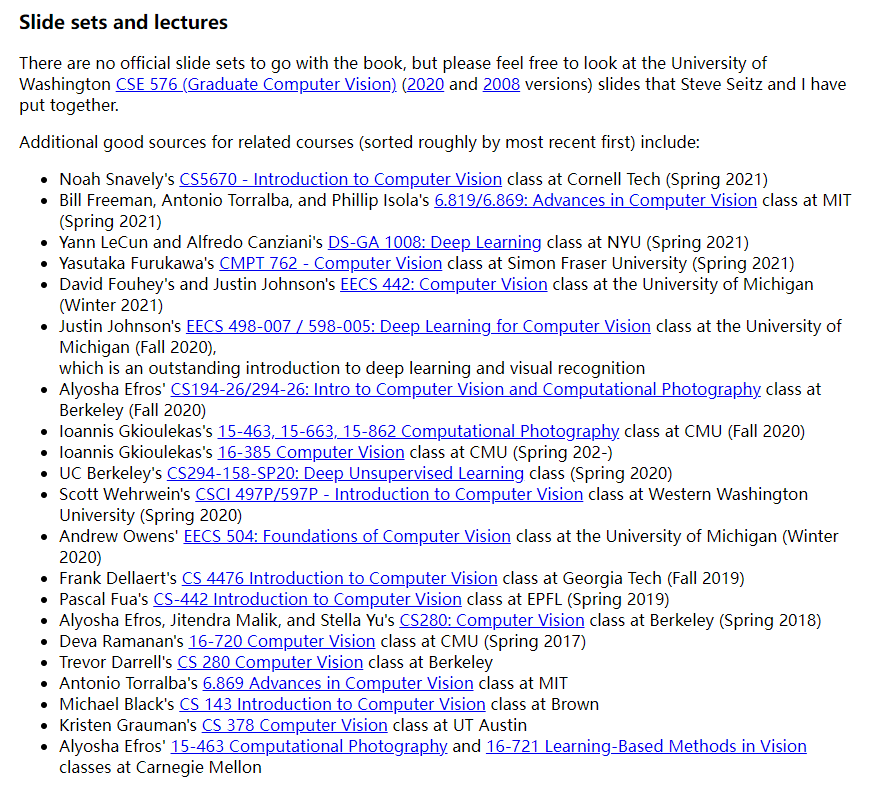 Slide sets and lectures
There are no official slide sets to go with the book, but please feel free to look at the University of
Washington CSE 576 (Graduate Computer Vision) (2020 and 2008 versions) slides that Steve Seitz and I have
put together.
Additional good sources for related courses (sorted roughly by most recent first) include:
• Noah Snavely's CS5670 - Introduction to Computer Vision class at Cornell Tech (Spring 2021)
• Bill Freeman, Antonio Torralba, and Phillip Isola's 6.819/6.869: Advances in Computer Vision class at MIT
(Spring 2021)
• Yann LeCun and Alfredo Canziani's DS-GA 1008: Deep Learning class at NYU (Spring 2021)
• Yasutaka Furukawa's CMPT 762 - Computer Vision class at Simon Fraser University (Spring 2021)
• David Fouhey's and Justin Johnson's EECS 442: Computer Vision class at the University of Michigan
(Winter 2021)
• Justin Johnson's EECS 498-007 / 598-005: Deep Learning for Computer Vision class at the University of
Michigan (Fall 2020),
which is an outstanding introduction to deep learning and visual recognition
• Alyosha Efros' CS194-26/294-26: Intro to Computer Vision and Computational Photography class at
Berkeley (Fall 2020)
• Ioannis Gkioulekas's 15-463, 15-663, 15-862 Computational Photography class at CMU (Fall 2020)
• Ioannis Gkioulekas's 16-385 Computer Vision class at CMU (Spring 202-)
• UC Berkeley's CS294-158-SP20: Deep Unsupervised Learning class (Spring 2020)
• Scott Wehrwein's CSCI 497P/597P - Introduction to Computer Vision class at Western Washington
University (Spring 2020)
• Andrew Owens' EECS 504: Foundations of Computer Vision class at the University of Michigan (Winter
2020)
• Frank Dellaert's CS 4476 Introduction to Computer Vision class at Georgia Tech (Fall 2019)
• Pascal Fua's CS-442 Introduction to Computer Vision class at EPFL (Spring 2019)
• Alyosha Efros, Jitendra Malik, and Stella Yu's CS280: Computer Vision class at Berkeley (Spring 2018)
• Deva Ramanan's 16-720 Computer Vision class at CMU (Spring 2017)
• Trevor Darrell's CS 280 Computer Vision class at Berkeley
• Antonio Torralba's 6.869 Advances in Computer Vision class at MIT
• Michael Black's CS 143 Introduction to Computer Vision class at Brown
• Kristen Grauman's CS 378 Computer Vision class at UT Austin
• Alyosha Efros' 15-463 Computational Photography and 16-721 Learning-Based Methods in Vision
classes at Carnegie Mellon